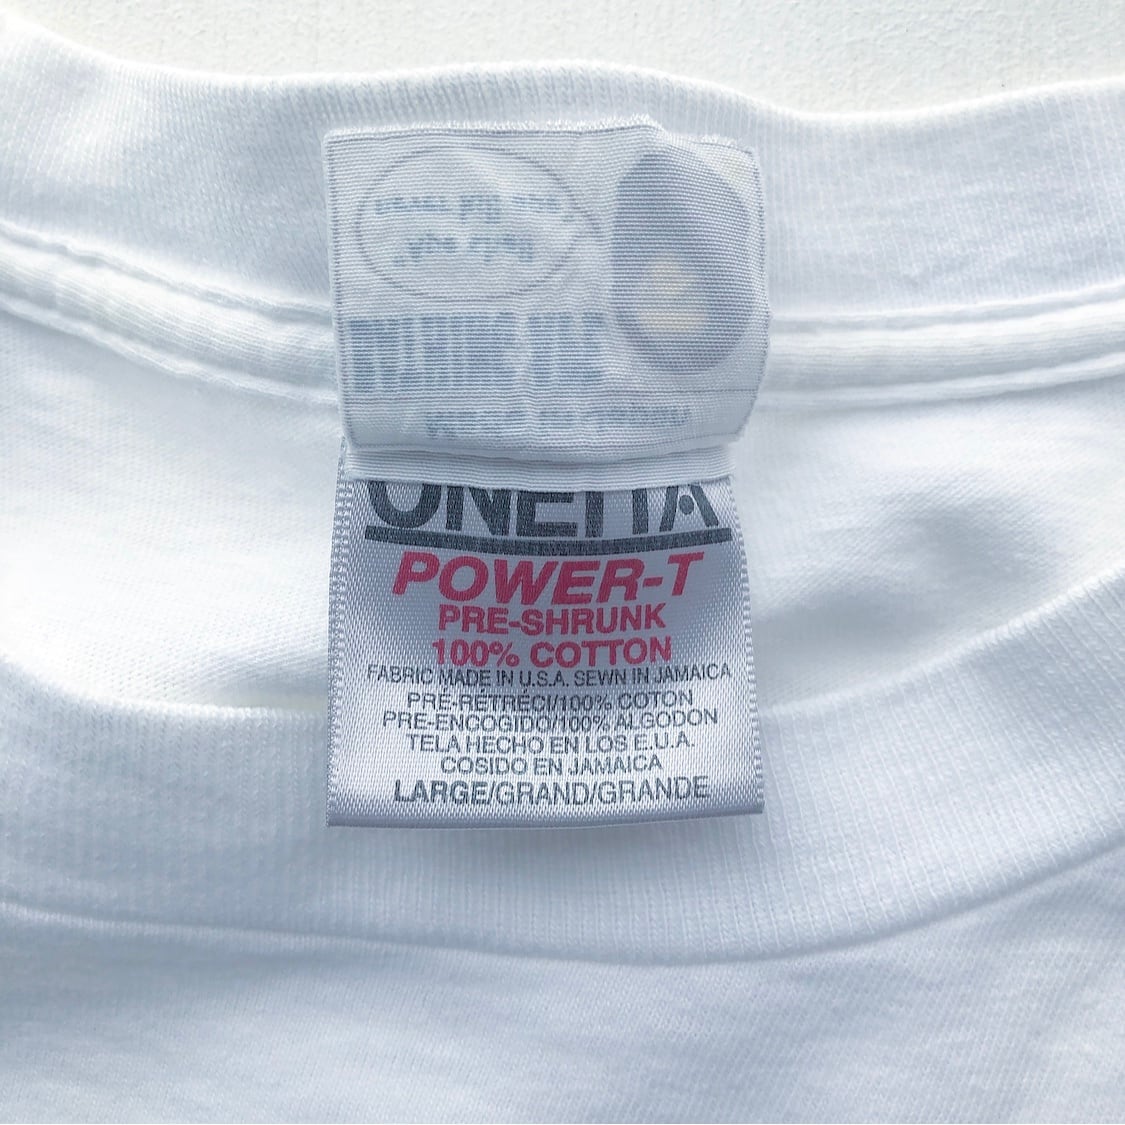 ONEITA
POWER-T
PRE-SHRUNK
100% COTTON
FABRIC MADE IN U.S.A. SEWN IN JAMAICA
PRÉ-RÉTRÉCI/100% COTON
PRE-ENCOGIDO/100% ALGODON
TELA HECHO EN LOS E.U.A.
COSIDO EN JAMAICA
LARGE/GRAND/GRANDE